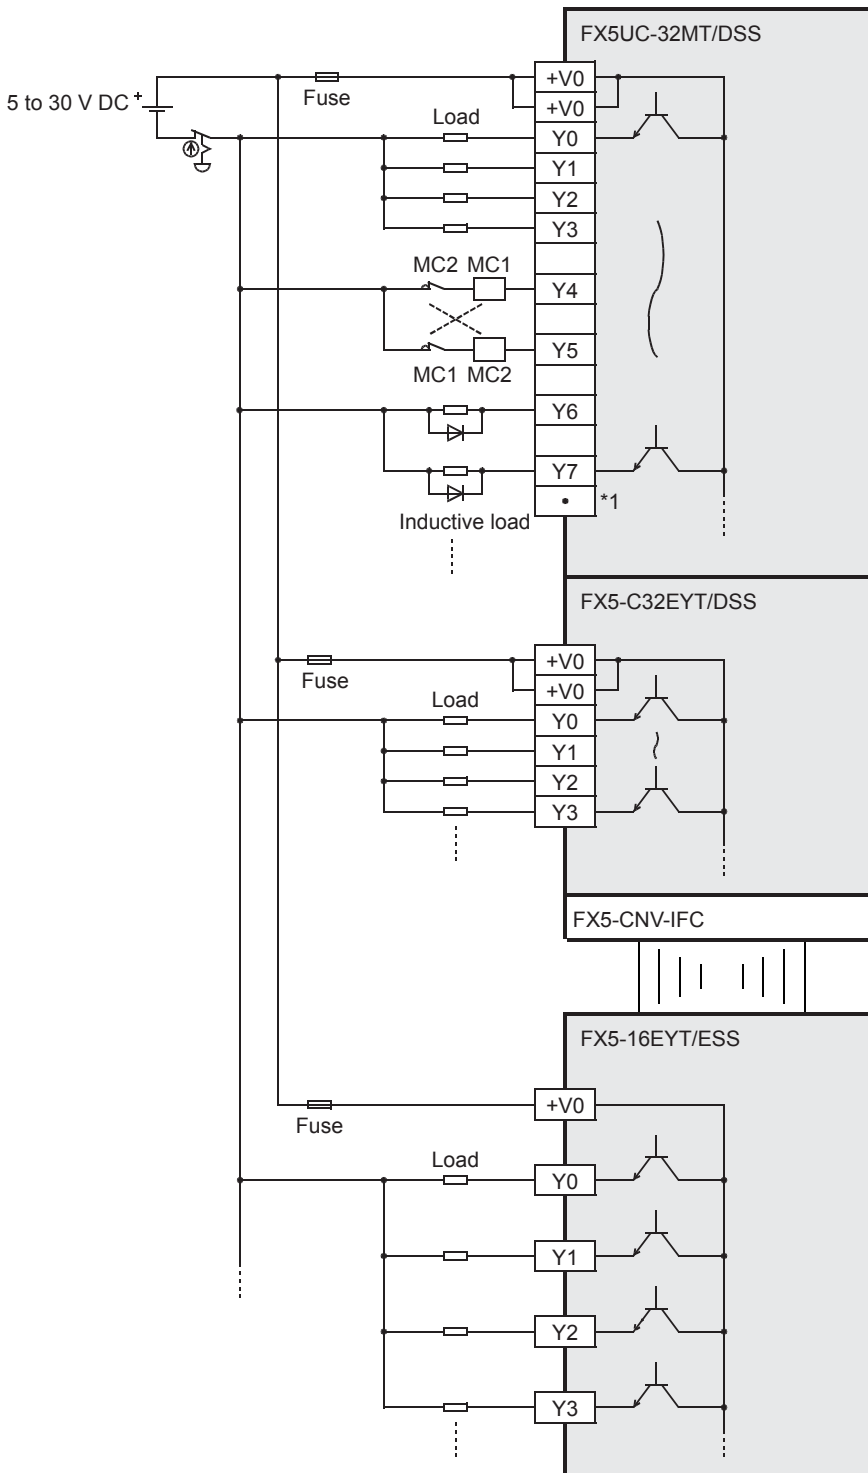 FX5UC-32MT/DSS
5 to 30 V DC +
Fuse
+V0
+V0
Load
Y0
Y1
Y2
Y3
MC2 MC1
Y4
Y5
MC1 MC2
Y6
Y7
*1
Inductive load
FX5-C32EYT/DSS
+V0
Fuse
+V0
Load
Y0
Y1
Y2
Y3
FX5-CNV-IFC
FX5-16EYT/ESS
+V0
Fuse
Load
Y0
Y1
Y2
Y3